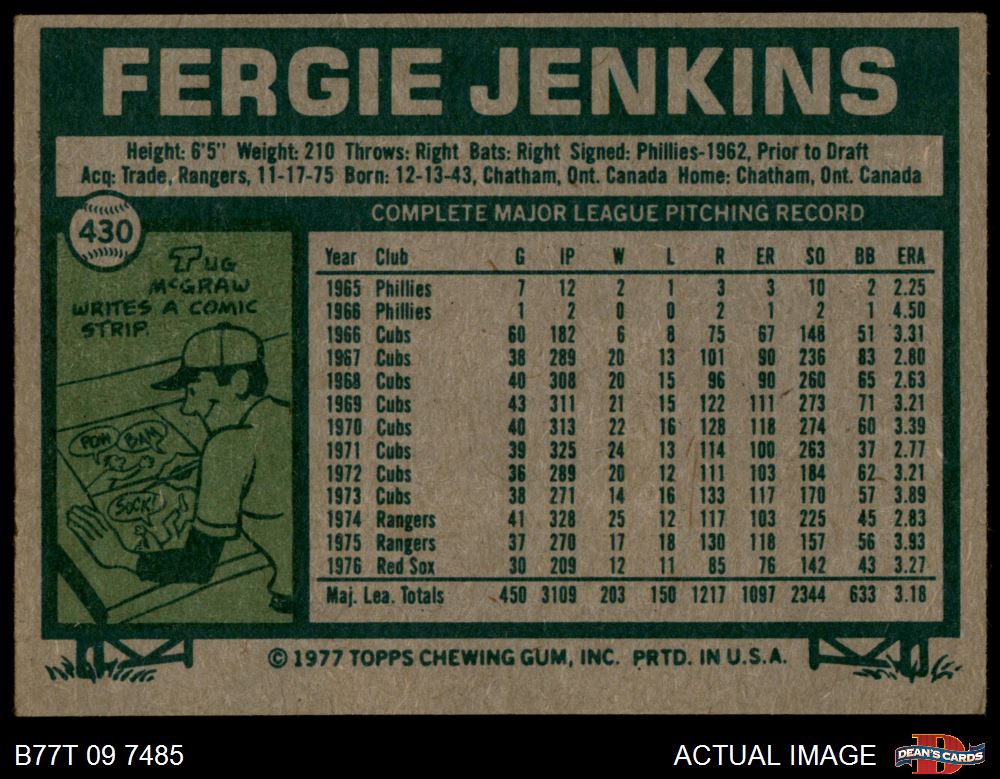 FERGIE JENKINS
Height: 6'5" Weight: 210 Throws: Right Bats: Right Signed: Phillies-1962, Prior to Draft
Acq: Trade, Rangers, 11-17-75 Born: 12-13-43, Chatham, Ont. Canada Home: Chatham, Ont. Canada
430
TUG
McGRAW
WRITES A COMIC
STRIP.
POW BAM
SOCK!
COMPLETE MAJOR LEAGUE PITCHING RECORD
Year Club G IP W L R ER SO BB ERA
1965 Phillies 7 12 2 1 3 3 10 2 2.25
1966 Phillies 1 2 0 0 2 1 2 1 4.50
1966 Cubs 60 182 6 8 75 67 148 51 3.31
1967 Cubs 38 289 20 13 101 90 236 83 2.80
1968 Cubs 40 308 20 15 96 90 260 65 2.63
1969 Cubs 43 311 21 15 122 111 273 71 3.21
1970 Cubs 40 313 22 16 128 118 274 60 3.39
1971 Cubs 39 325 24 13 114 100 263 37 2.77
1972 Cubs 36 289 20 12 111 103 184 62 3.21
1973 Cubs 38 271 14 16 133 117 170 57 3.89
1974 Rangers 41 328 25 12 117 103 225 45 2.83
1975 Rangers 37 270 17 18 130 118 157 56 3.93
1976 Red Sox 30 209 12 11 85 76 142 43 3.27
Maj. Lea. Totals 450 3109 203 150 1217 1097 2344 633 3.18
© 1977 TOPPS CHEWING GUM, INC. PRTD. IN U.S.A.
B77T 09 7485
ACTUAL IMAGE
D
DEAN'S CARDS